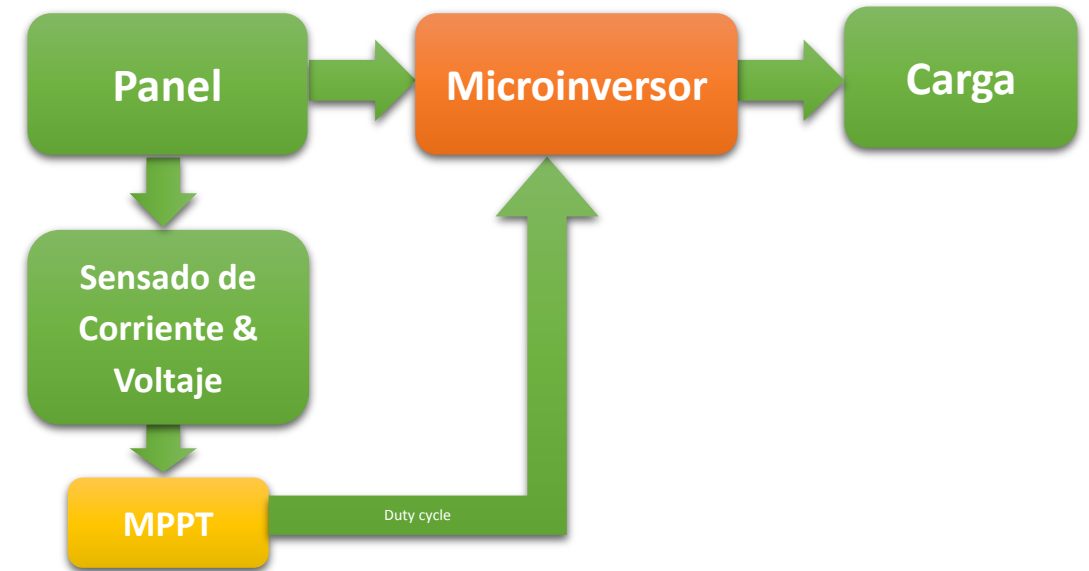 Panel
Microinversor
Carga
Sensado de
Corriente &
Voltaje
MPPT
Duty cycle